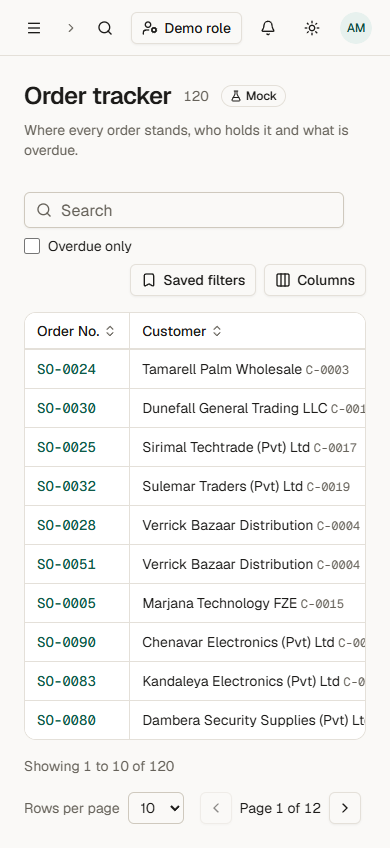 Demo role
AM
Order tracker 120 Mock
Where every order stands, who holds it and what is
overdue.
Search
Overdue only
Saved filters Columns
Order No. Customer
SO-0024 Tamarell Palm Wholesale C-0003
SO-0030 Dunefall General Trading LLC C-001
SO-0025 Sirimal Techtrade (Pvt) Ltd C-0017
SO-0032 Sulemar Traders (Pvt) Ltd C-0019
SO-0028 Verrick Bazaar Distribution C-0004
SO-0051 Verrick Bazaar Distribution C-0004
SO-0005 Marjana Technology FZE C-0015
SO-0090 Chenavar Electronics (Pvt) Ltd C-00
SO-0083 Kandaleya Electronics (Pvt) Ltd C-0
SO-0080 Dambera Security Supplies (Pvt) Lt
Showing 1 to 10 of 120
Rows per page 10 Page 1 of 12